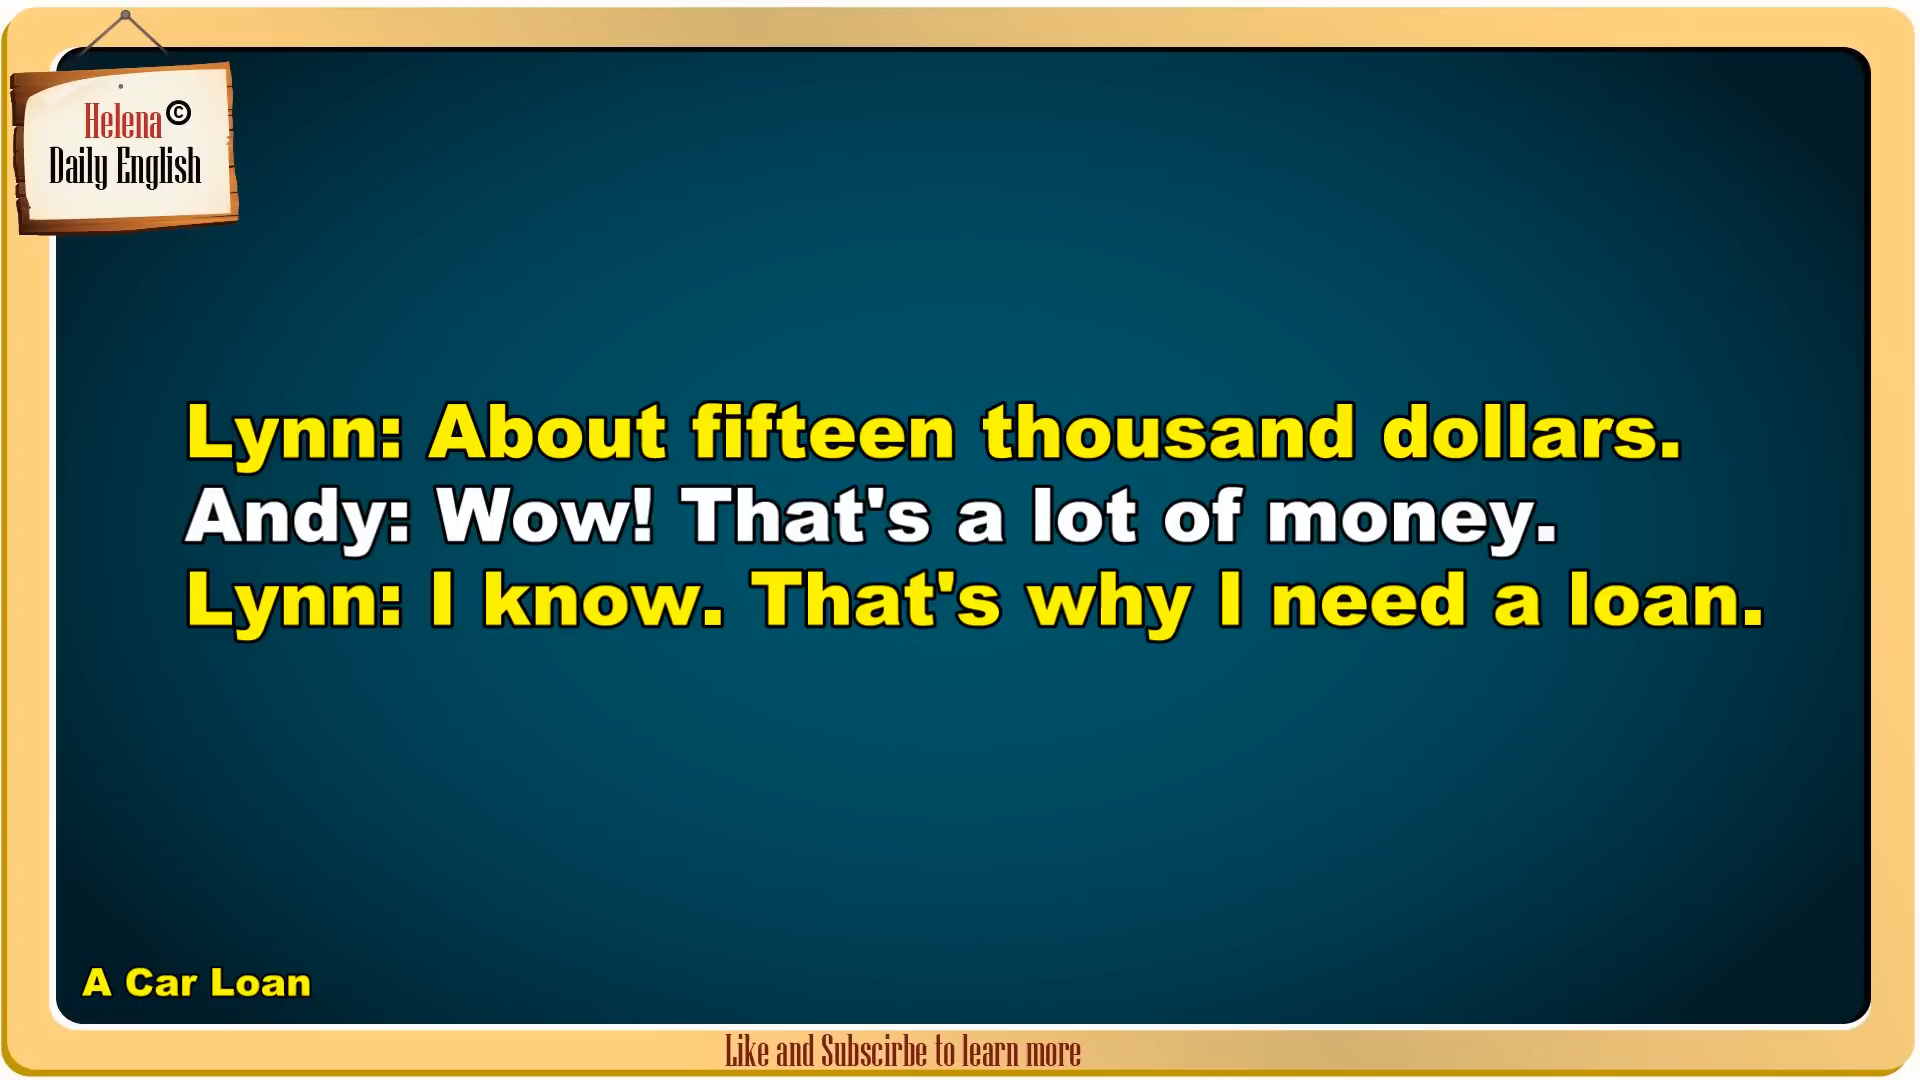 Helena©
Daily English
Lynn: About fifteen thousand dollars.
Andy: Wow! That's a lot of money.
Lynn: I know. That's why I need a loan.
A Car Loan
Like and Subscirbe to learn more